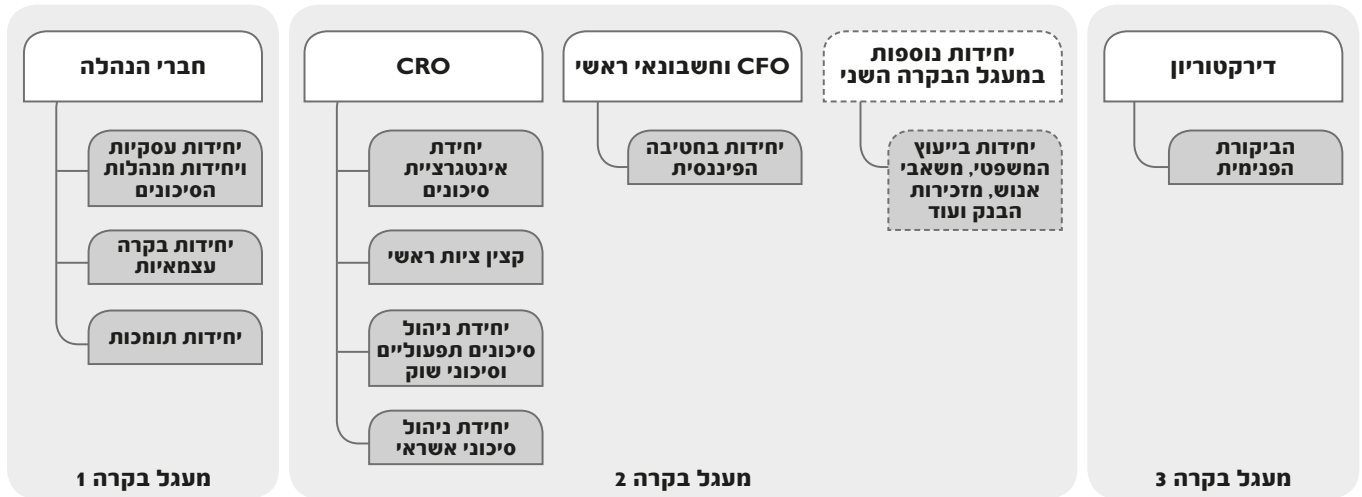 חברי הנהלה
יחידות עסקיות
ויחידות מנהלות
הסיכונים
יחידות בקרה
עצמאיות
יחידות תומכות
מעגל בקרה 1
CRO
יחידת
אינטגרציית
סיכונים
קצין ציות ראשי
יחידת ניהול
סיכונים תפעוליים
וסיכוני שוק
יחידת ניהול
סיכוני אשראי
CFO וחשבונאי ראשי
יחידות בחטיבה
הפיננסית
יחידות נוספות
במעגל הבקרה השני
יחידות בייעוץ
המשפטי, משאבי
אנוש, מזכירות
הבנק ועוד
מעגל בקרה 2
דירקטוריון
הביקורת
הפנימית
מעגל בקרה 3